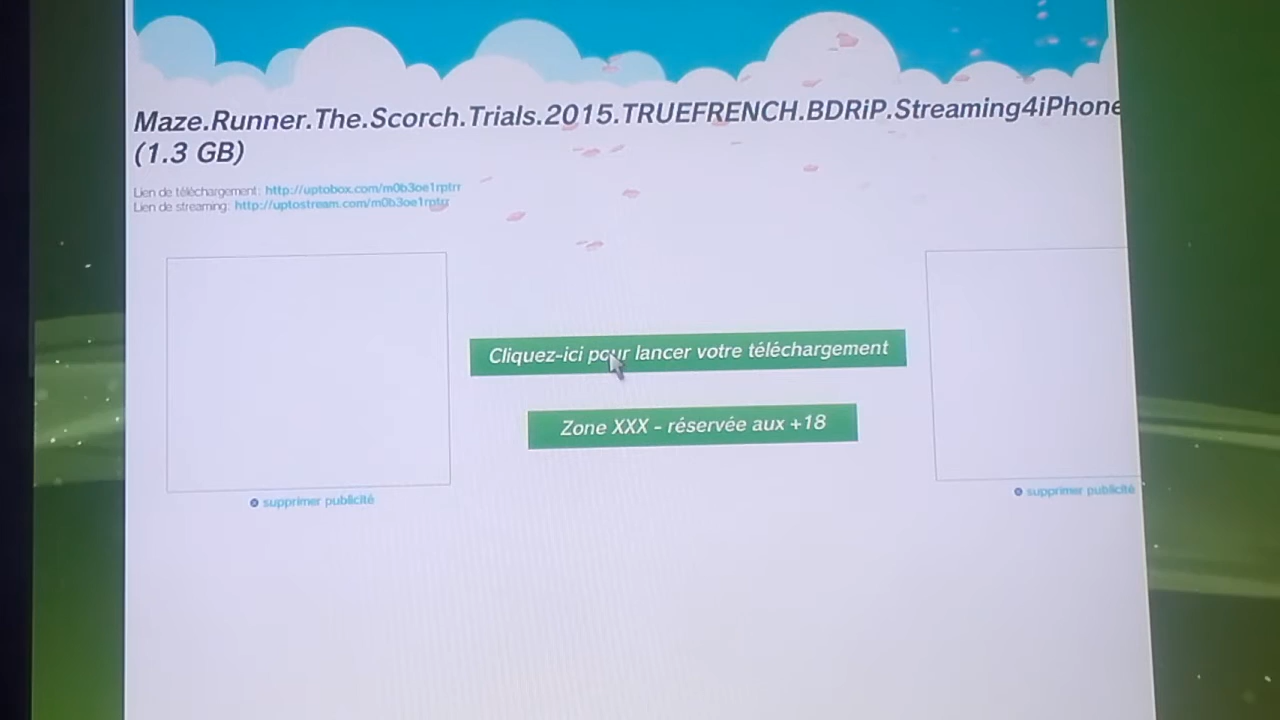 Maze.Runner.The.Scorch.Trials.2015.TRUEFRENCH.BDRiP.Streaming4iPhone
(1.3 GB)
Lien de téléchargement: http://uptobox.com/m0b3oe1rptrr
Lien de streaming: http://uptostream.com/m0b3oe1rptrr
Cliquez-ici pour lancer votre téléchargement
Zone XXX - réservée aux +18
supprimer publicité
supprimer publicité